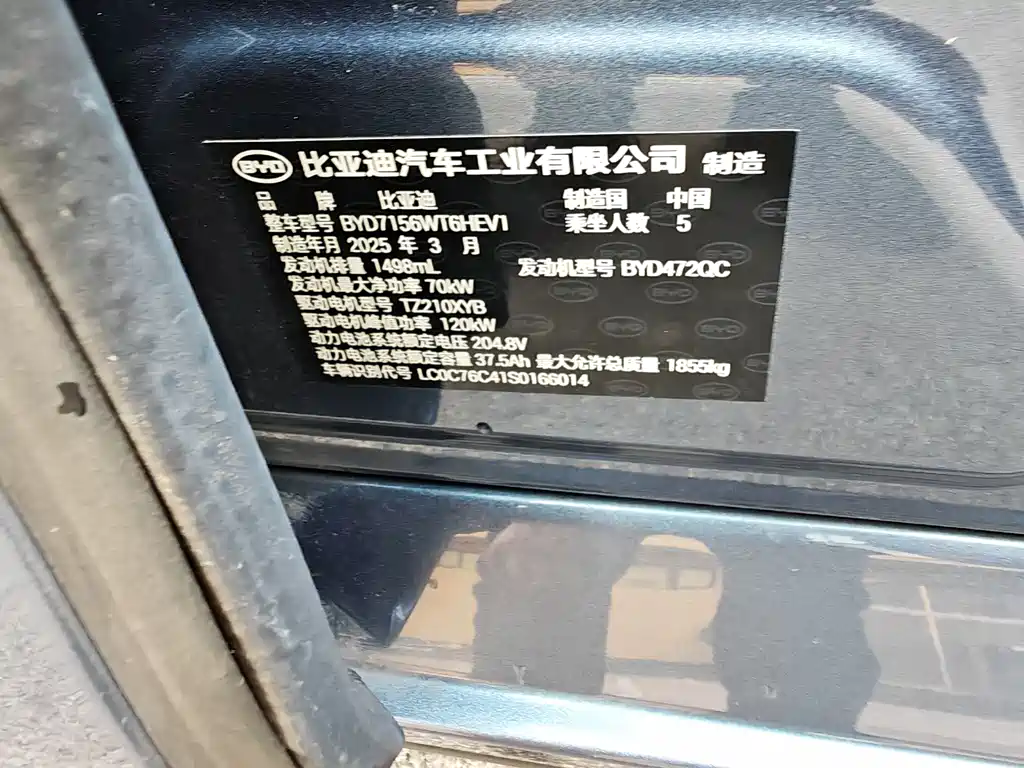 BYD 比亚迪汽车工业有限公司 制造
品 牌 比亚迪 制造国 中国
整车型号 BYD7156WT6HEV1 乘坐人数 5
制造年月 2025 年 3 月
发动机排量 1498mL 发动机型号 BYD472QC
发动机最大净功率 70kW
驱动电机型号 TZ210XYB
驱动电机峰值功率 120kW
动力电池系统额定电压 204.8V
动力电池系统额定容量 37.5Ah 最大允许总质量 1855kg
车辆识别代号 LC0C76C41S0166014